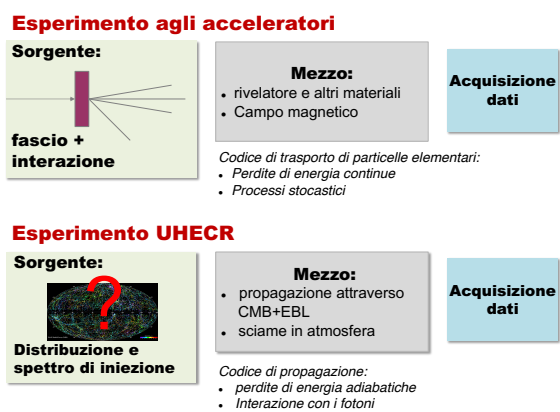 Esperimento agli acceleratori
Sorgente:
fascio +
interazione
Mezzo:
• rivelatore e altri materiali
• Campo magnetico
Acquisizione
dati
Codice di trasporto di particelle elementari:
• Perdite di energia continue
• Processi stocastici
Esperimento UHECR
Sorgente:
?
Distribuzione e
spettro di iniezione
Mezzo:
• propagazione attraverso
CMB+EBL
• sciame in atmosfera
Acquisizione
dati
Codice di propagazione:
• perdite di energia adiabatiche
• Interazione con i fotoni